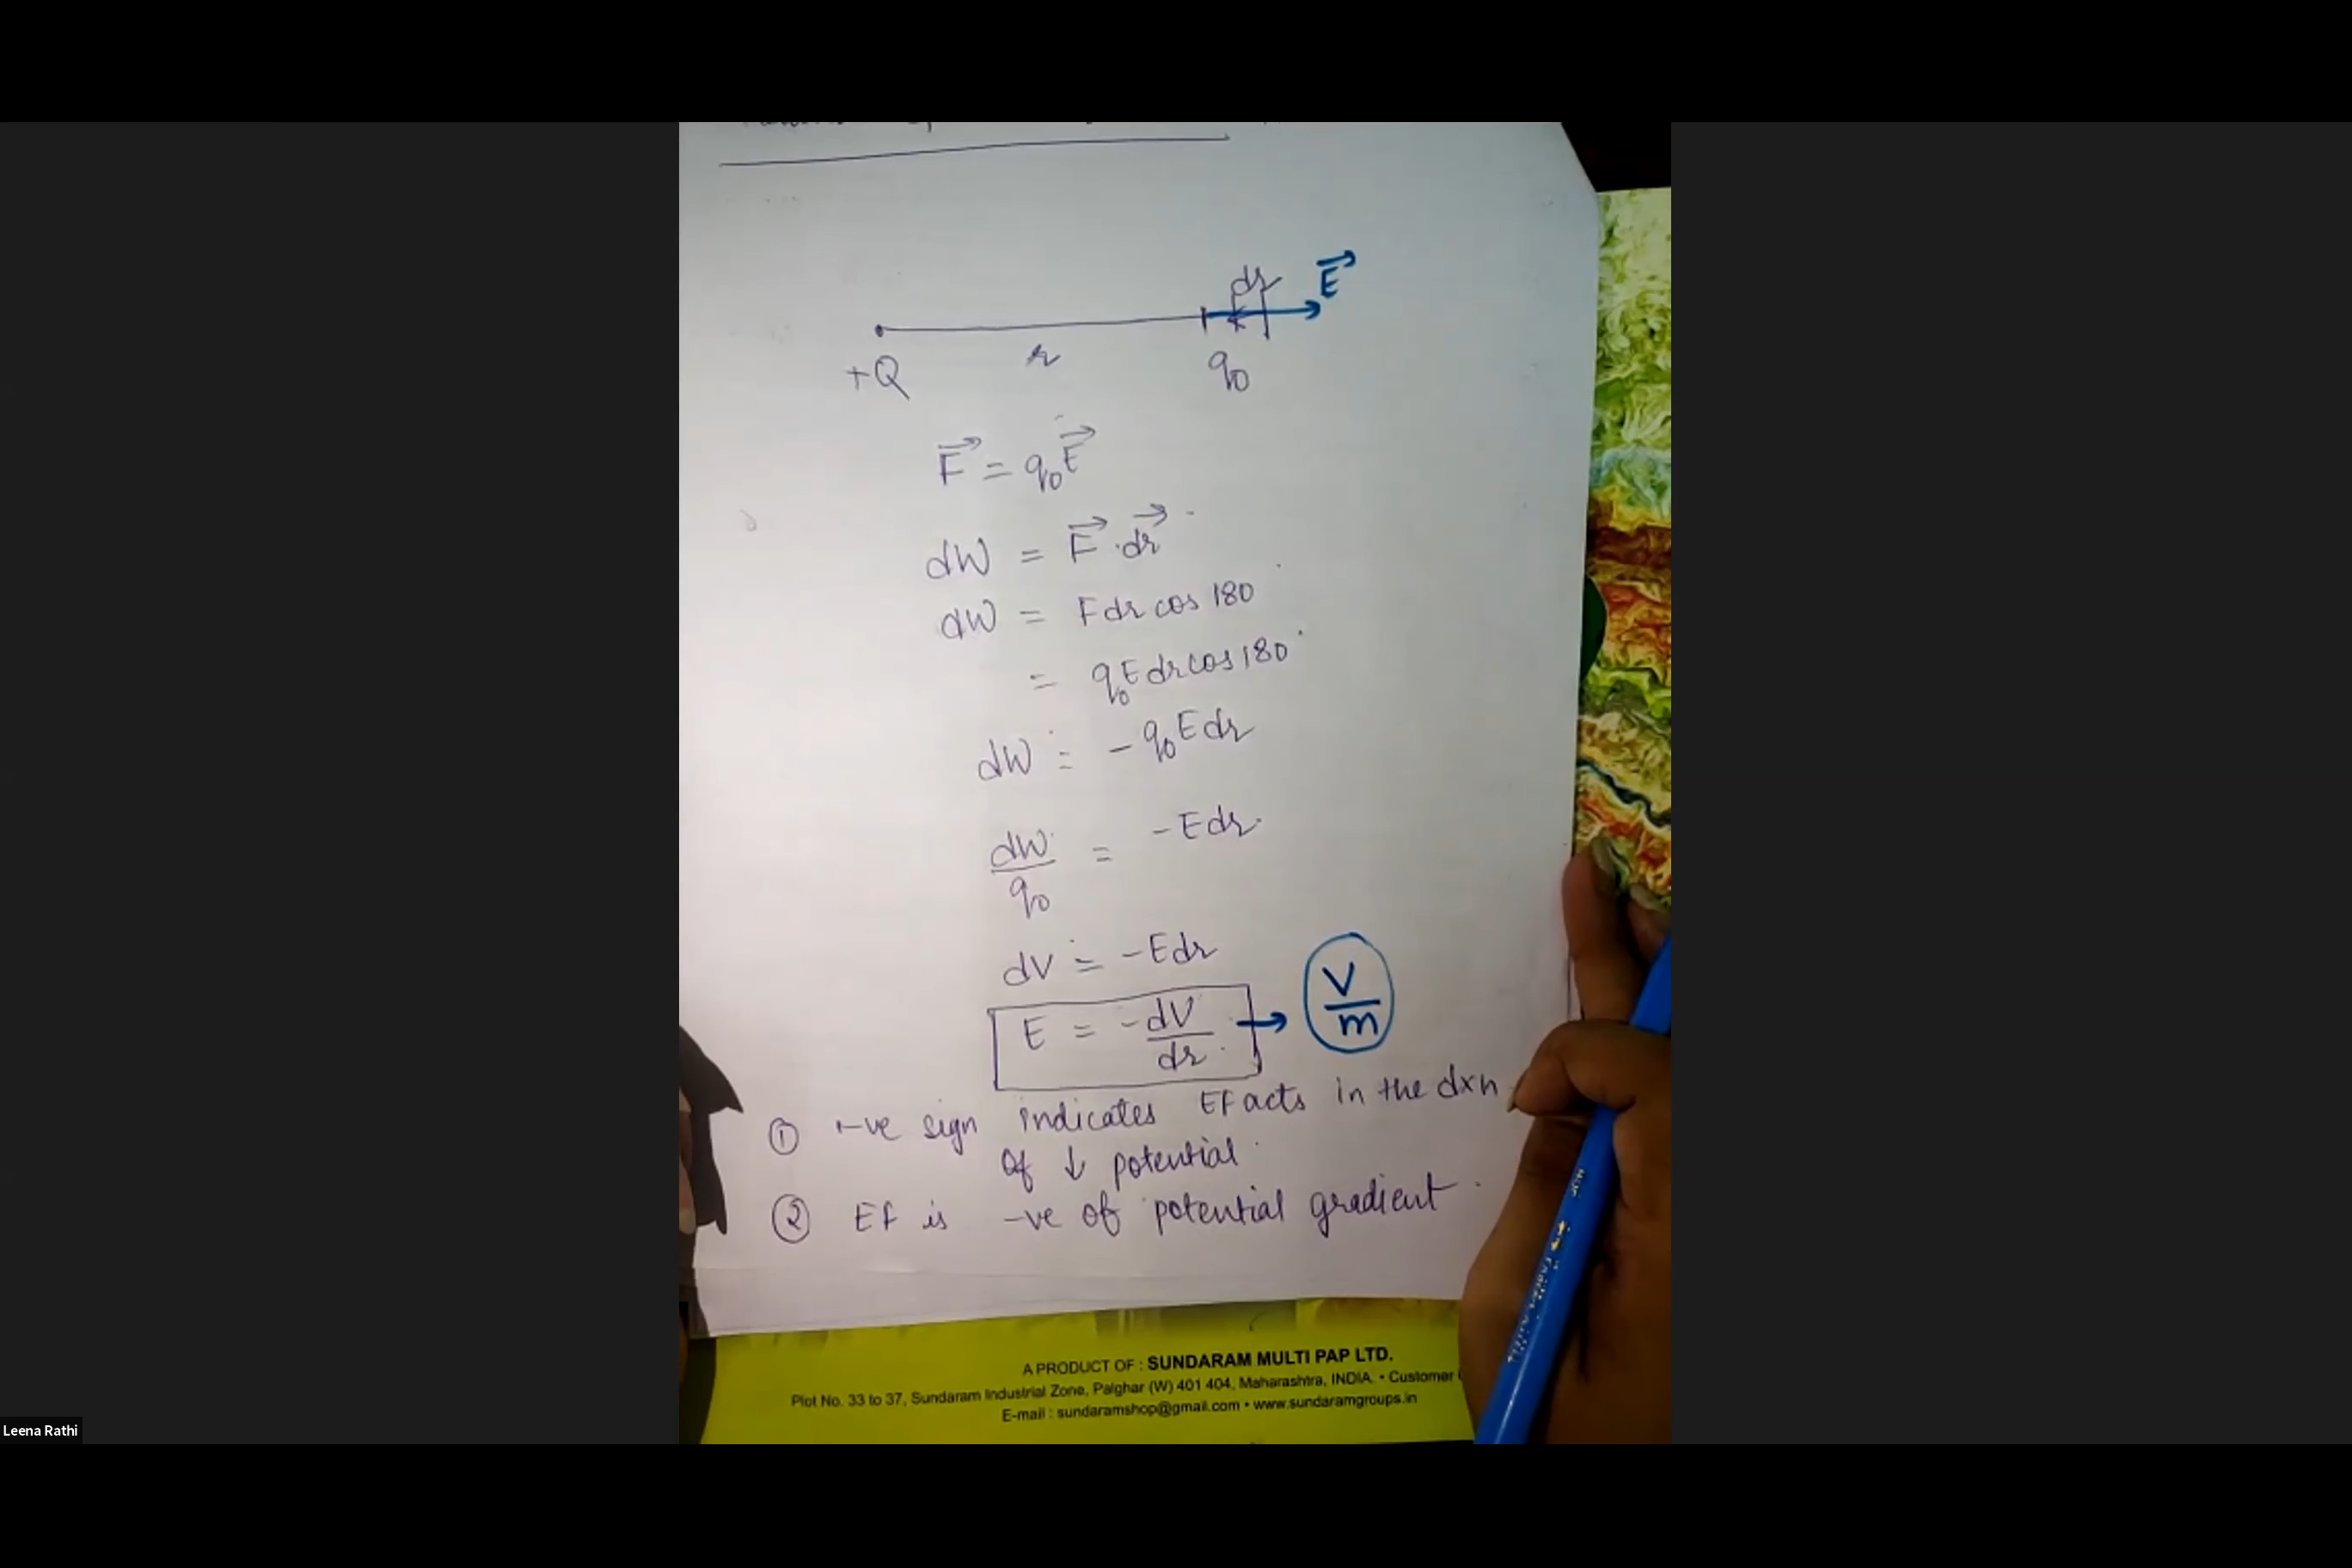 dr
E⃗
+Q
r
q₀
F⃗ = q₀E⃗
dW = F⃗ . dr⃗
dW = F dr cos 180
= q₀E dr cos 180
dW = - q₀ E dr
dW/q₀ = - E dr.
dV = - E dr
E = - dV/dr → V/m
① -ve sign indicates EF acts in the dxn
of ↓ potential
② EF is -ve of potential gradient.
A PRODUCT OF : SUNDARAM MULTI PAP LTD.
Plot No. 33 to 37, Sundaram Industrial Zone, Palghar (W) 401 404, Maharashtra, INDIA. • Customer
E-mail : sundaramshop@gmail.com • www.sundaramgroups.in
Leena Rathi